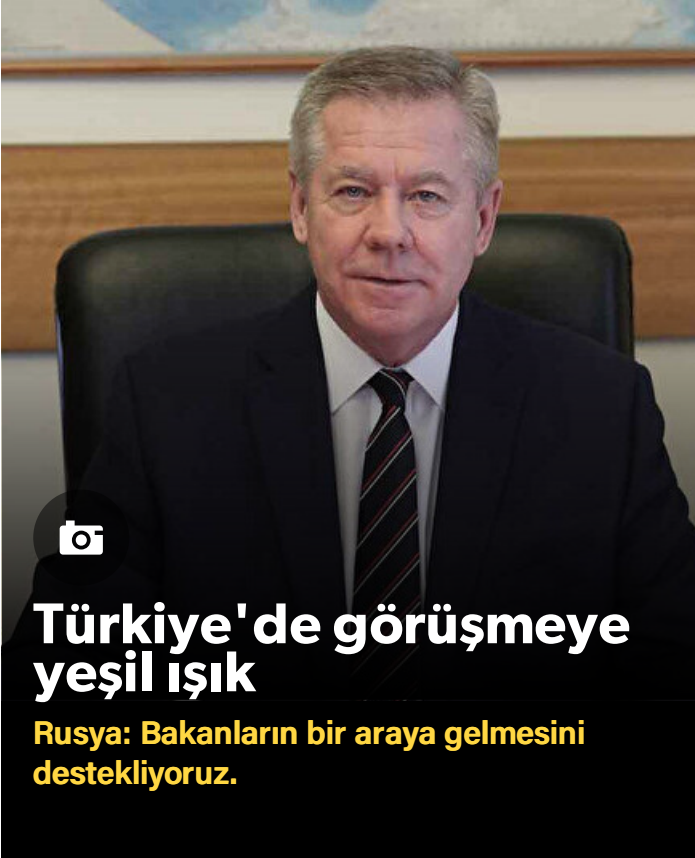 Türkiye'de görüşmeye
yeşil ışık
Rusya: Bakanların bir araya gelmesini
destekliyoruz.